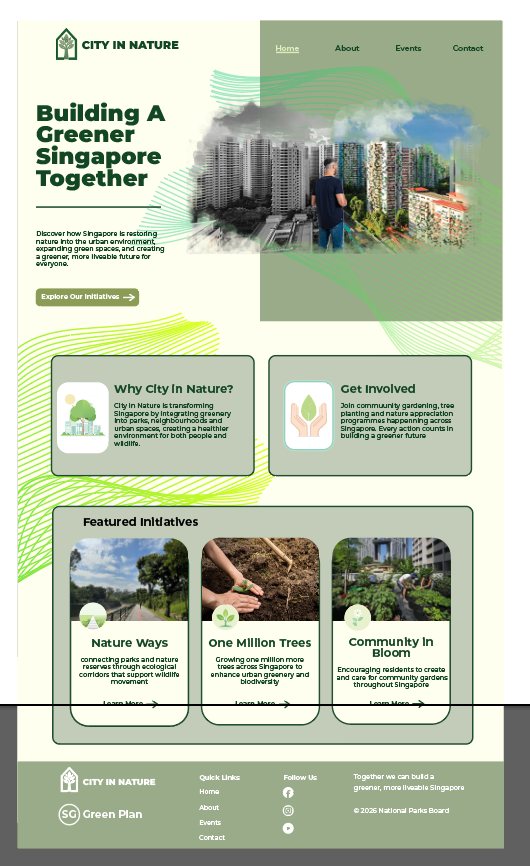 CITY IN NATURE
Home About Events Contact
Building A
Greener
Singapore
Together
Discover how Singapore is restoring
nature into the urban environment,
expanding green spaces, and creating
a greener, more liveable future for
everyone.
Explore Our Initiatives
Why City in Nature?
City in Nature is transforming
Singapore by integrating greenery
into parks, neighbourhoods and
urban spaces, creating a healthier
environment for both people and
wildlife.
Get Involved
Join community gardening, tree
planting and nature appreciation
programmes happenning across
Singapore. Every action counts in
building a greener future
Featured Initiatives
Nature Ways
connecting parks and nature
reserves through ecological
corridors that support wildlife
movement
Learn More
One Million Trees
Growing one million more
trees across Singapore to
enhance urban greenery and
biodiversity
Learn More
Community in
Bloom
Encouraging residents to create
and care for community gardens
throughout Singapore
Learn More
CITY IN NATURE
SG Green Plan
Quick Links
Home
About
Events
Contact
Follow Us
Together we can build a
greener, more liveable Singapore
© 2026 National Parks Board